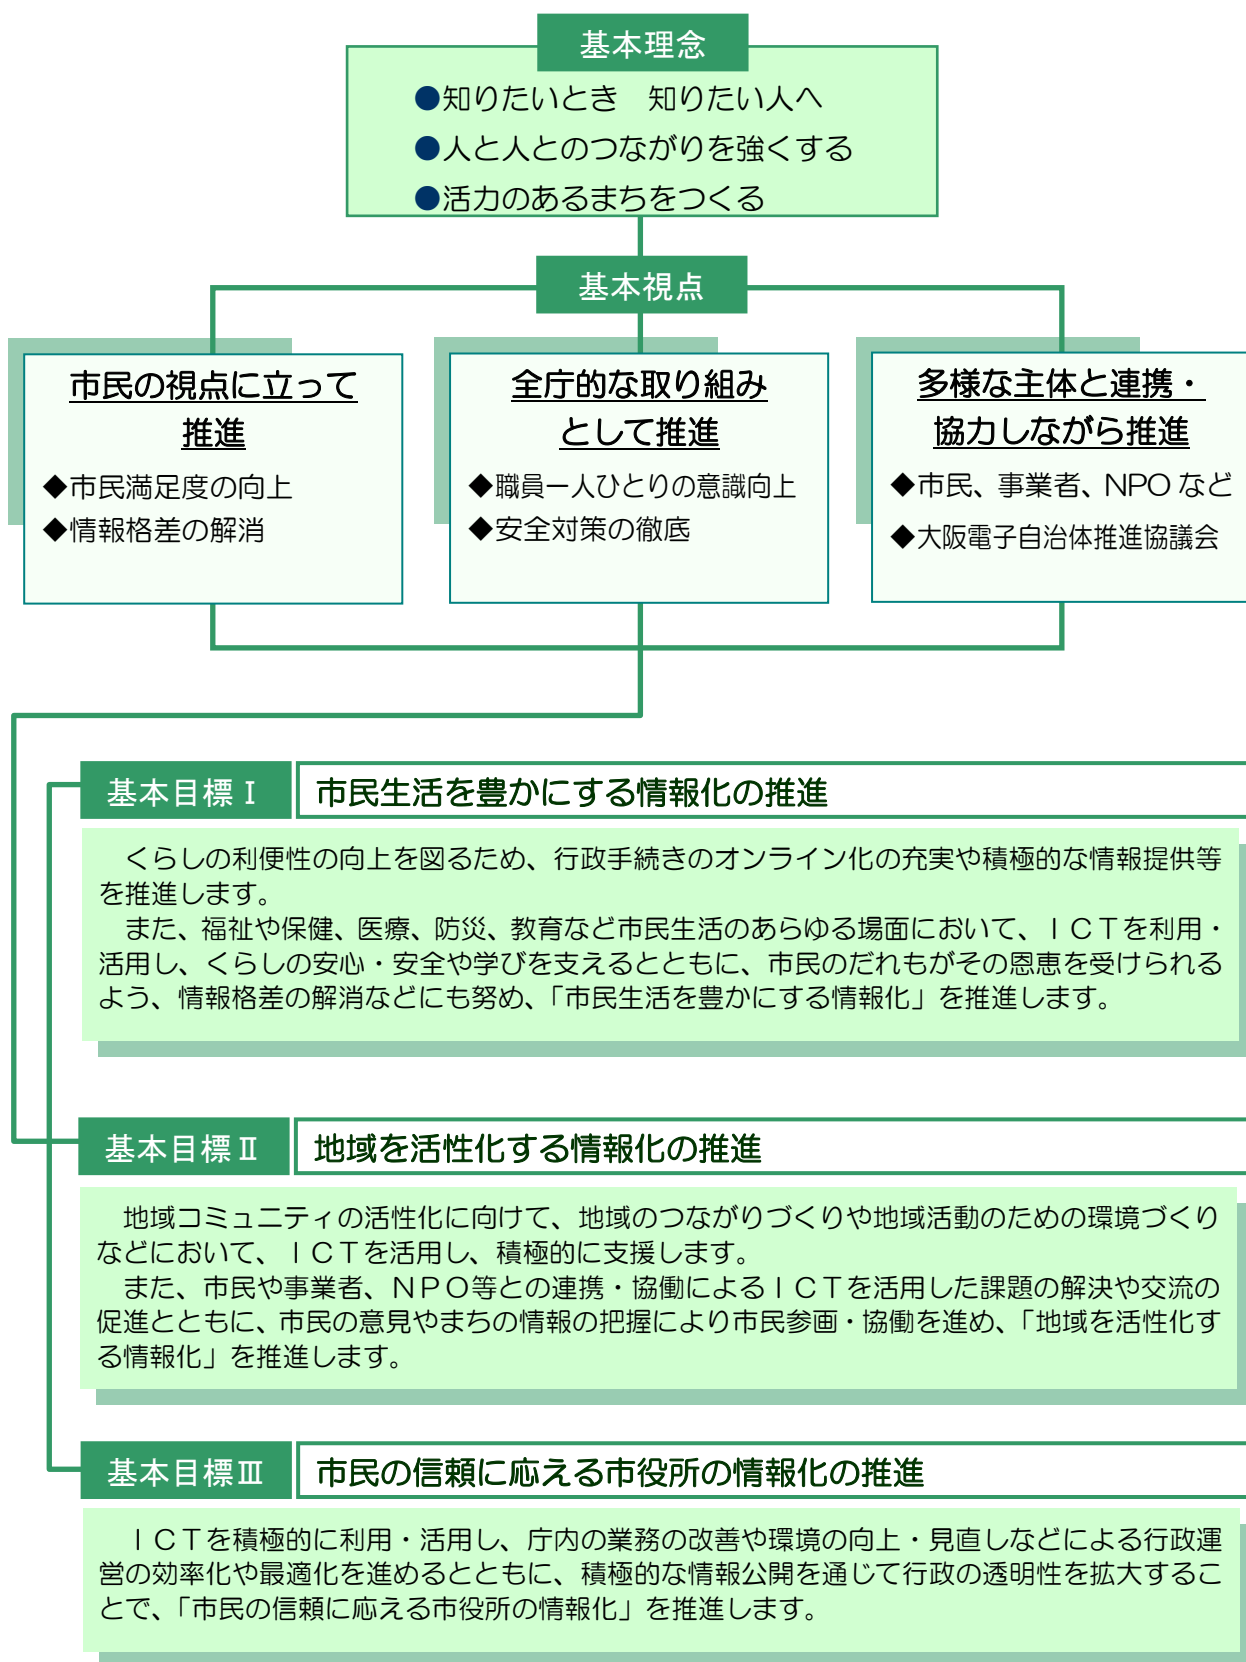 基本理念
●知りたいとき　知りたい人へ
●人と人とのつながりを強くする
●活力のあるまちをつくる
基本視点
市民の視点に立って
推進
◆市民満足度の向上
◆情報格差の解消
全庁的な取り組み
として推進
◆職員一人ひとりの意識向上
◆安全対策の徹底
多様な主体と連携・
協力しながら推進
◆市民、事業者、NPO など
◆大阪電子自治体推進協議会
基本目標Ⅰ
市民生活を豊かにする情報化の推進
　くらしの利便性の向上を図るため、行政手続きのオンライン化の充実や積極的な情報提供等
を推進します。
　また、福祉や保健、医療、防災、教育など市民生活のあらゆる場面において、ＩＣＴを利用・
活用し、くらしの安心・安全や学びを支えるとともに、市民のだれもがその恩恵を受けられる
よう、情報格差の解消などにも努め、「市民生活を豊かにする情報化」を推進します。
基本目標Ⅱ
地域を活性化する情報化の推進
　地域コミュニティの活性化に向けて、地域のつながりづくりや地域活動のための環境づくり
などにおいて、ＩＣＴを活用し、積極的に支援します。
　また、市民や事業者、ＮＰＯ等との連携・協働によるＩＣＴを活用した課題の解決や交流の
促進とともに、市民の意見やまちの情報の把握により市民参画・協働を進め、「地域を活性化す
る情報化」を推進します。
基本目標Ⅲ
市民の信頼に応える市役所の情報化の推進
　ＩＣＴを積極的に利用・活用し、庁内の業務の改善や環境の向上・見直しなどによる行政運
営の効率化や最適化を進めるとともに、積極的な情報公開を通じて行政の透明性を拡大するこ
とで、「市民の信頼に応える市役所の情報化」を推進します。